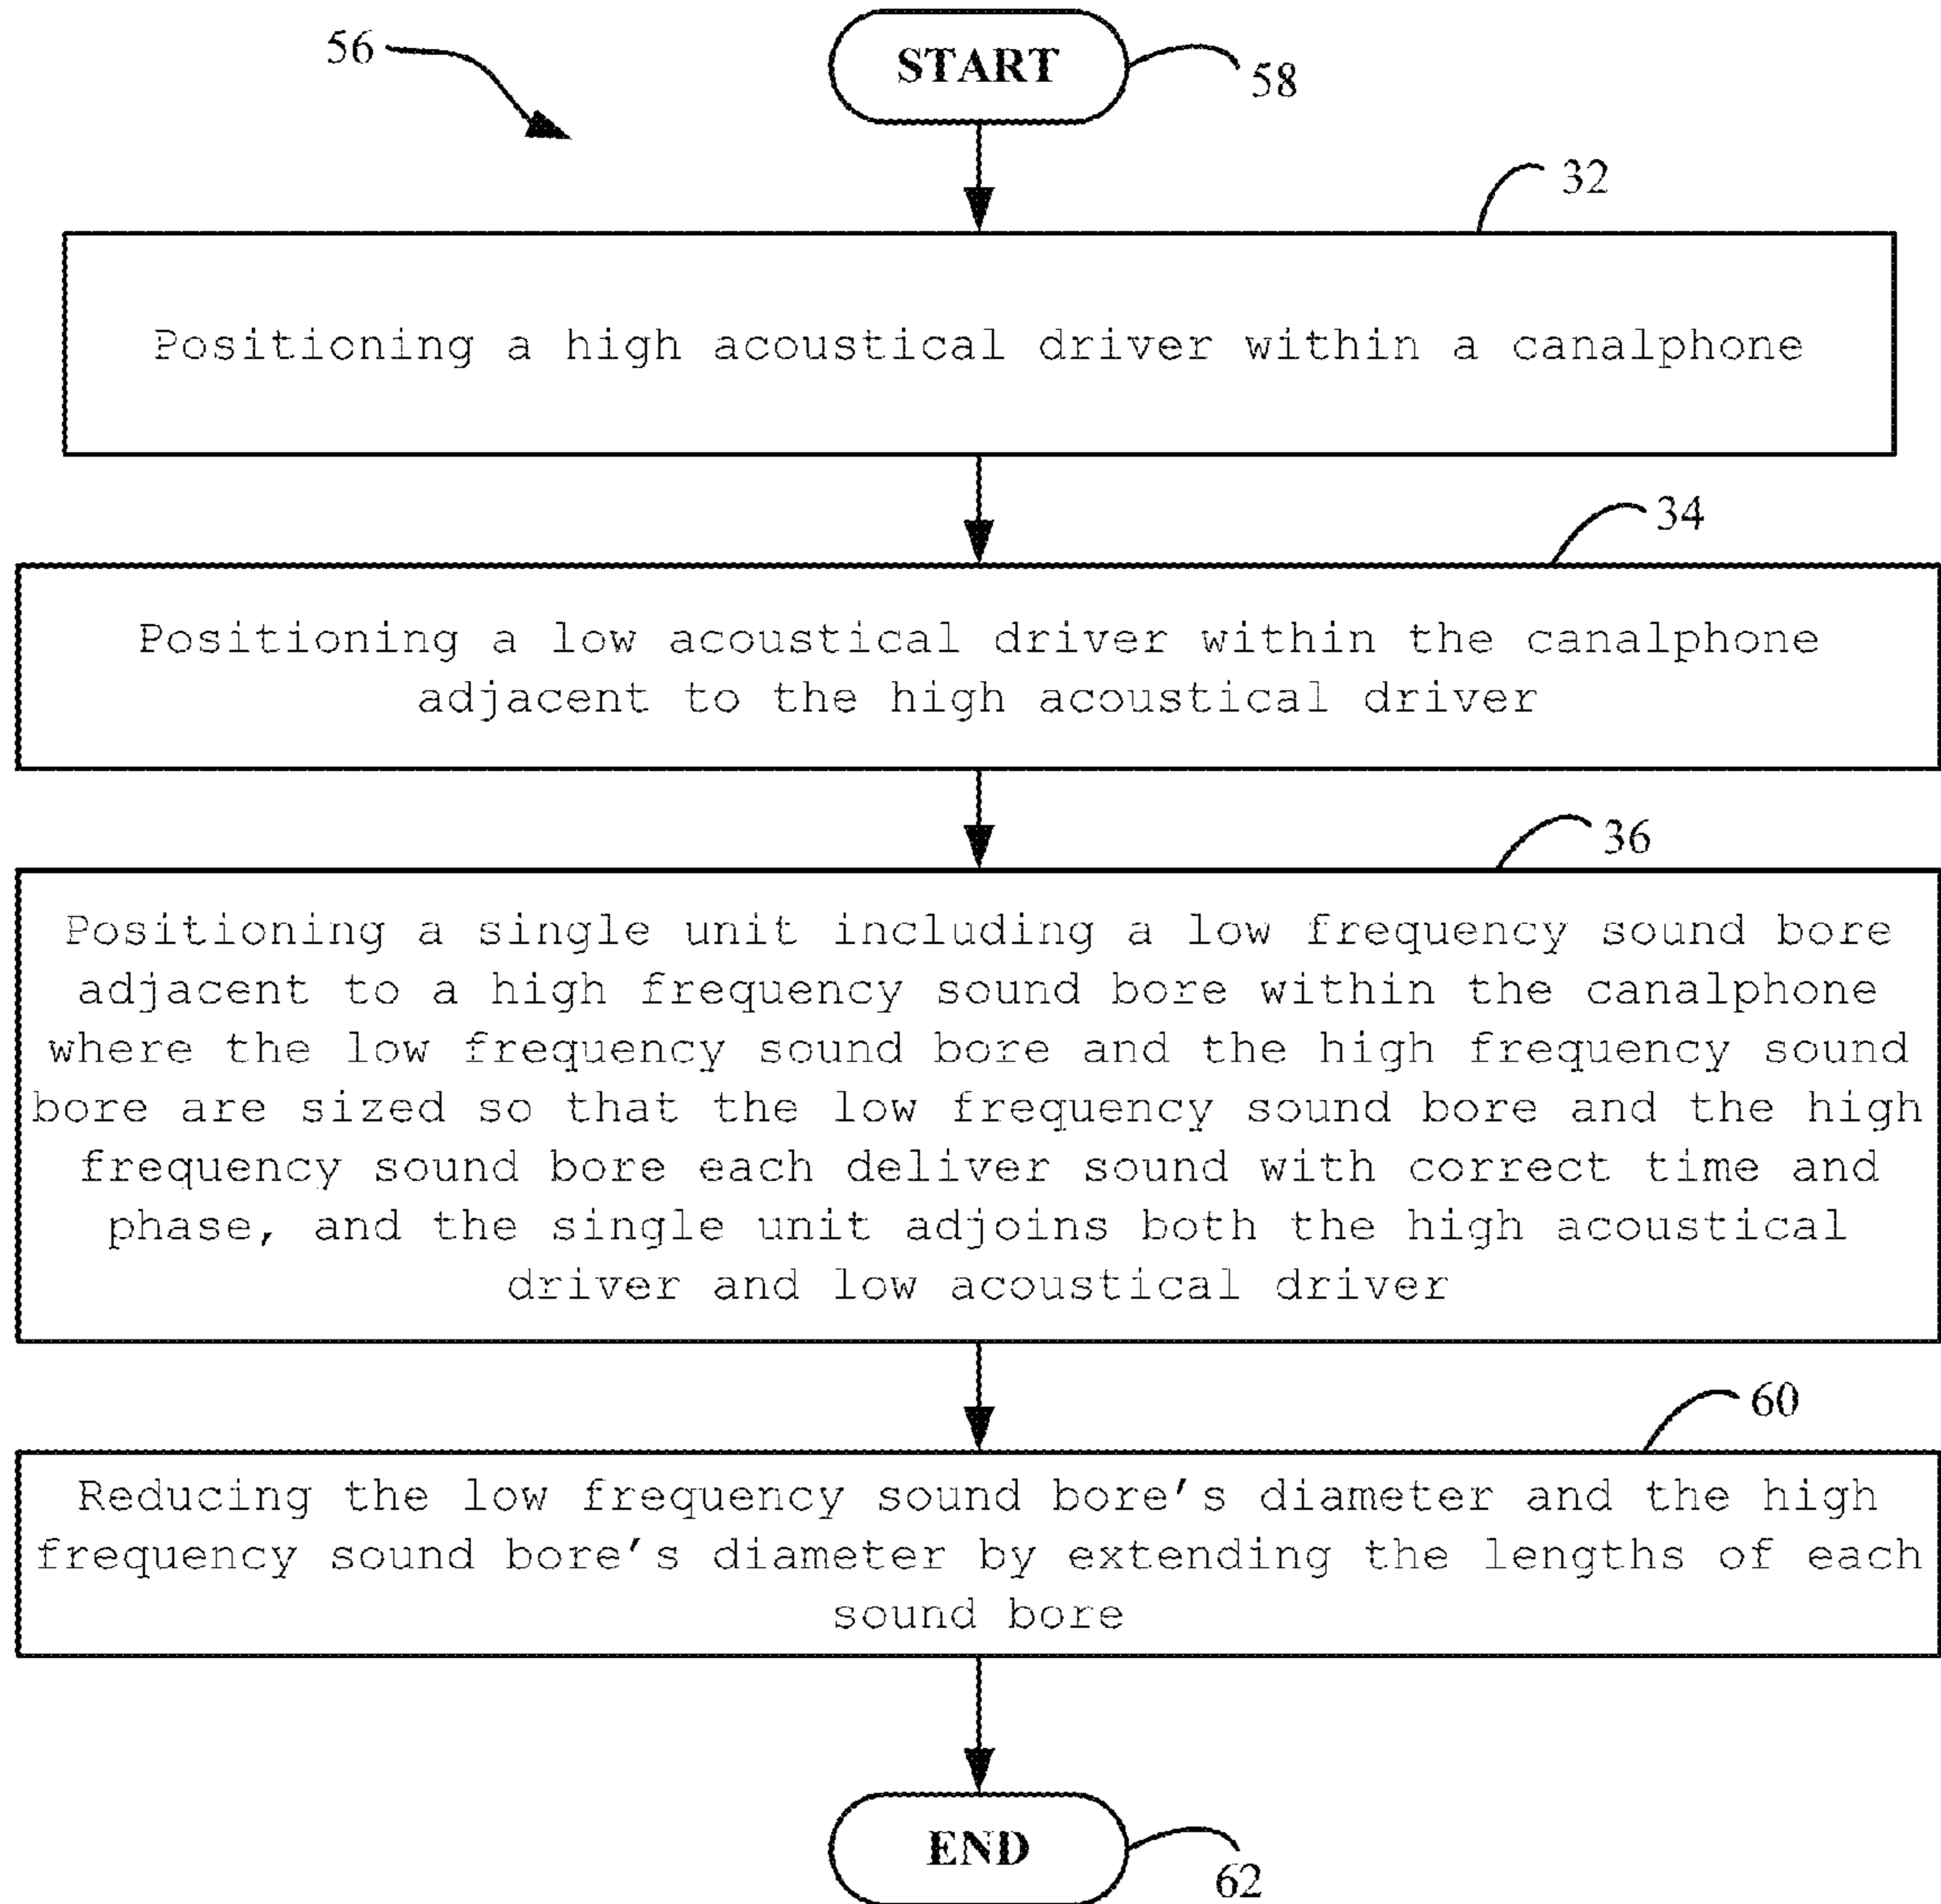 56
START
58
32
Positioning a high acoustical driver within a canalphone
34
Positioning a low acoustical driver within the canalphone
adjacent to the high acoustical driver
36
Positioning a single unit including a low frequency sound bore
adjacent to a high frequency sound bore within the canalphone
where the low frequency sound bore and the high frequency sound
bore are sized so that the low frequency sound bore and the high
frequency sound bore each deliver sound with correct time and
phase, and the single unit adjoins both the high acoustical
driver and low acoustical driver
60
Reducing the low frequency sound bore’s diameter and the high
frequency sound bore’s diameter by extending the lengths of each
sound bore
END
62